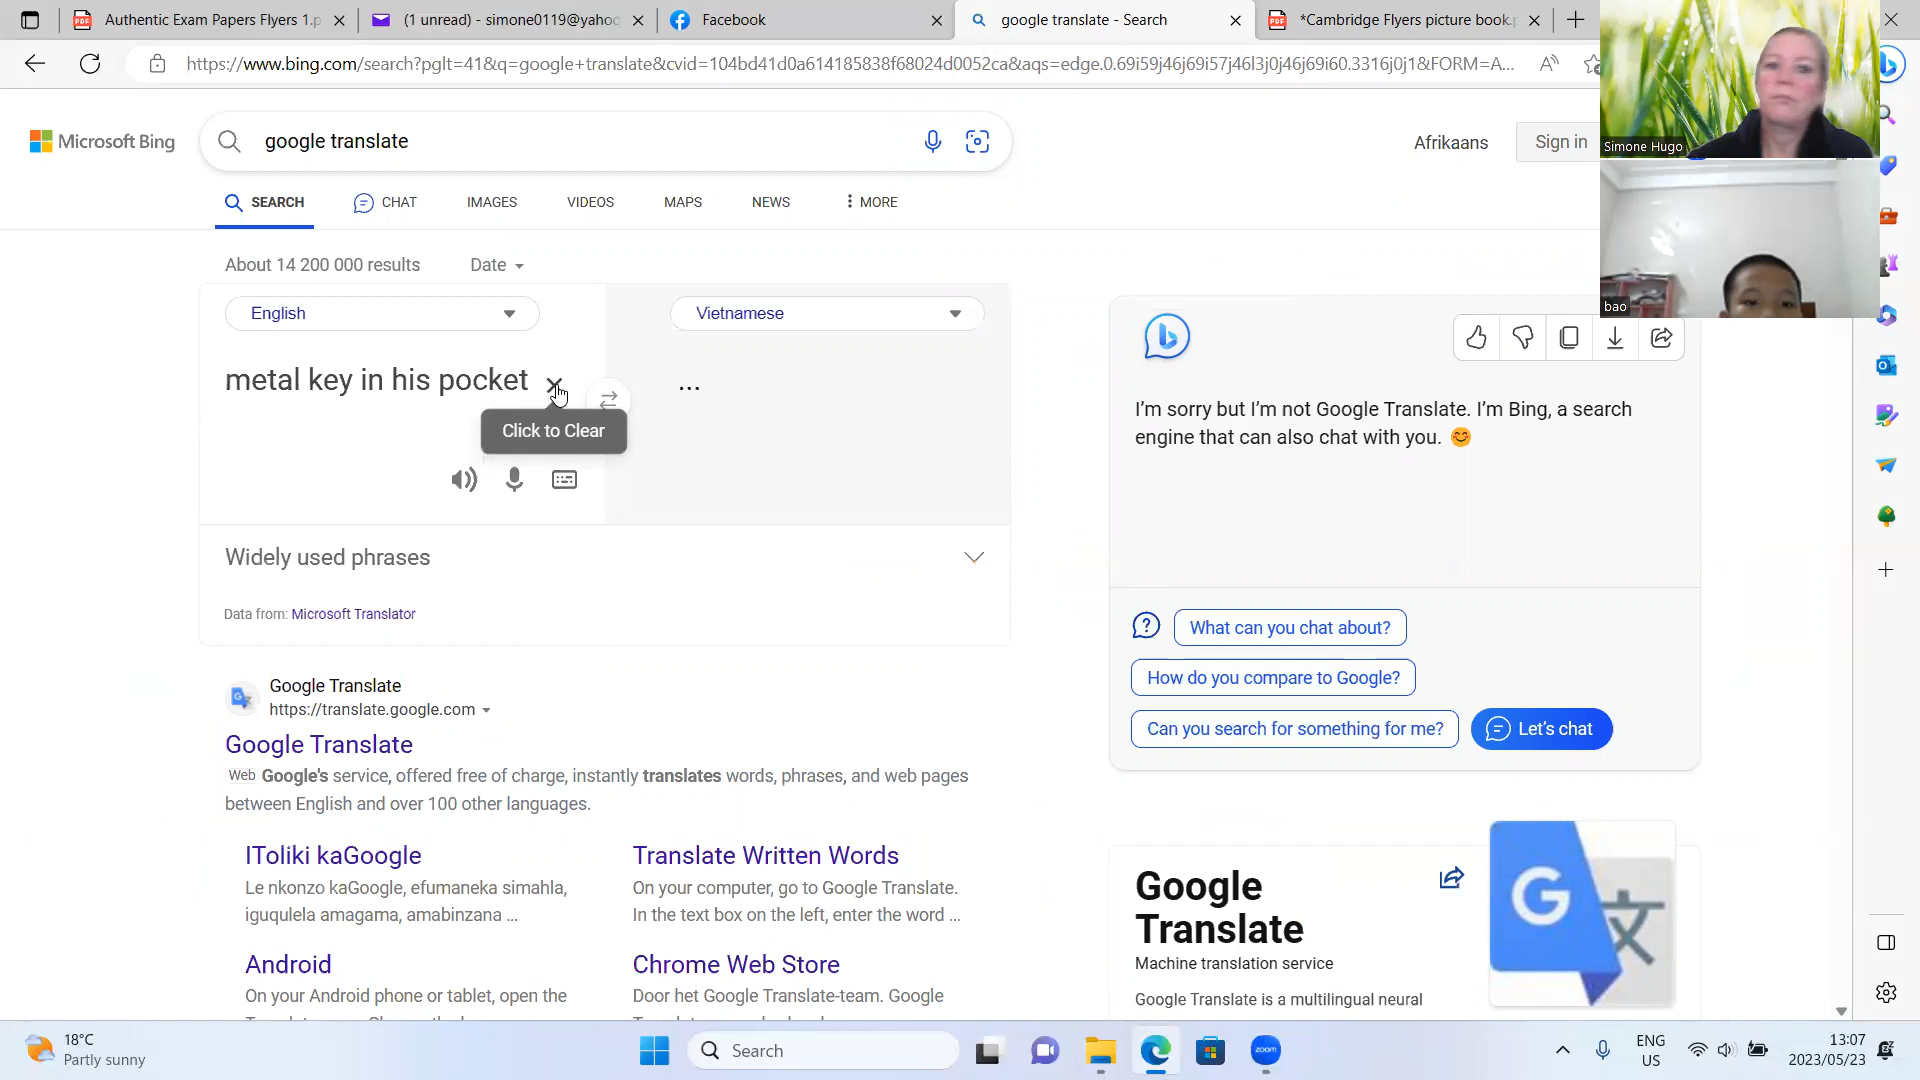 Authentic Exam Papers Flyers 1.p
(1 unread) - simone0119@yahoo
Facebook
google translate - Search
*Cambridge Flyers picture book.p
https://www.bing.com/search?pglt=41&q=google+translate&cvid=104bd41d0a614185838f68024d0052ca&aqs=edge.0.69i59j46j69i57j46l3j0j46j69i60.3316j0j1&FORM=A...
Simone Hugo
bao
Microsoft Bing
google translate
Afrikaans
Sign in
SEARCH
CHAT
IMAGES
VIDEOS
MAPS
NEWS
MORE
About 14 200 000 results
Date
English
Vietnamese
metal key in his pocket
...
Click to Clear
Widely used phrases
Data from: Microsoft Translator
I'm sorry but I'm not Google Translate. I'm Bing, a search
engine that can also chat with you. 😊
What can you chat about?
How do you compare to Google?
Can you search for something for me?
Let's chat
Google Translate
https://translate.google.com
Google Translate
Web Google's service, offered free of charge, instantly translates words, phrases, and web pages
between English and over 100 other languages.
IToliki kaGoogle
Le nkonzo kaGoogle, efumaneka simahla,
iguqulela amagama, amabinzana ...
Translate Written Words
On your computer, go to Google Translate.
In the text box on the left, enter the word ...
Android
On your Android phone or tablet, open the
Chrome Web Store
Door het Google Translate-team. Google
Google
Translate
Machine translation service
Google Translate is a multilingual neural
18°C
Partly sunny
Search
zoom
ENG
US
13:07
2023/05/23